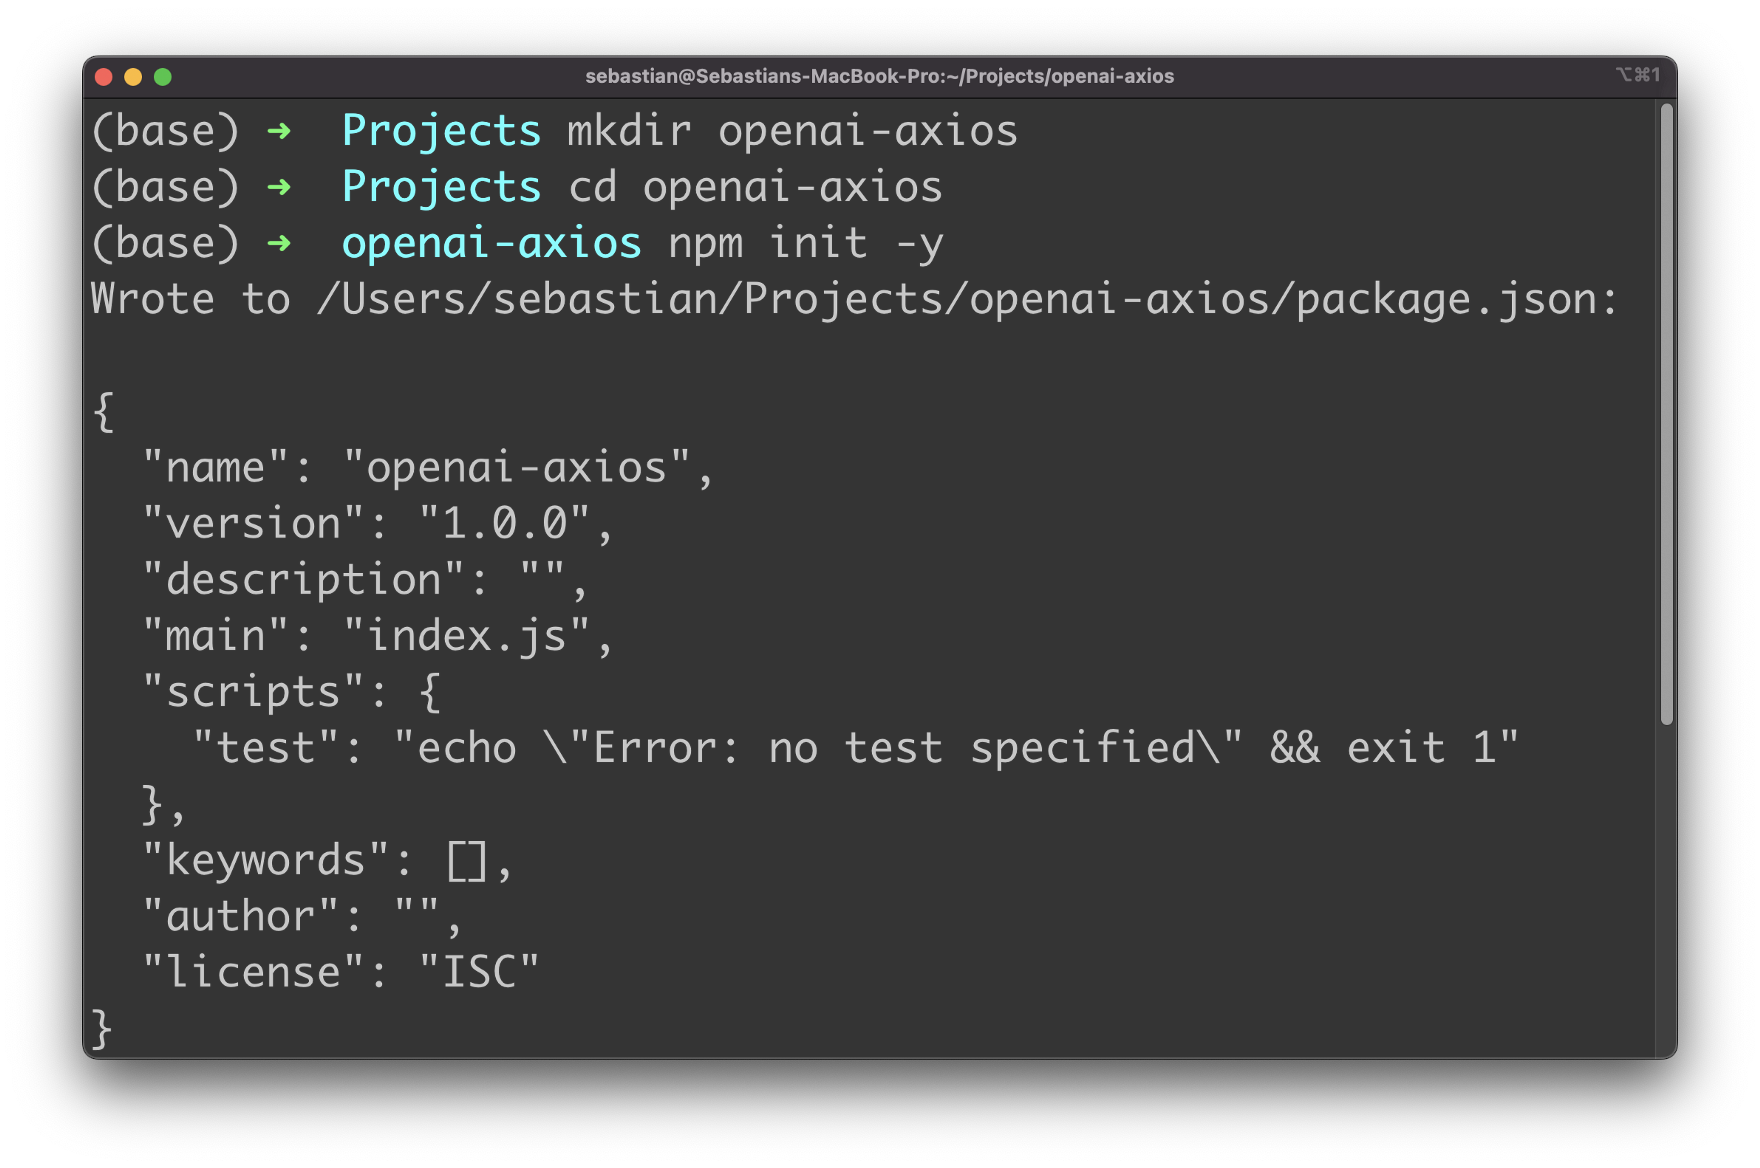 sebastian@Sebastians-MacBook-Pro:~/Projects/openai-axios ⌥⌘1
(base) ➜  Projects mkdir openai-axios
(base) ➜  Projects cd openai-axios
(base) ➜  openai-axios npm init -y
Wrote to /Users/sebastian/Projects/openai-axios/package.json:

{
  "name": "openai-axios",
  "version": "1.0.0",
  "description": "",
  "main": "index.js",
  "scripts": {
    "test": "echo \"Error: no test specified\" && exit 1"
  },
  "keywords": [],
  "author": "",
  "license": "ISC"
}